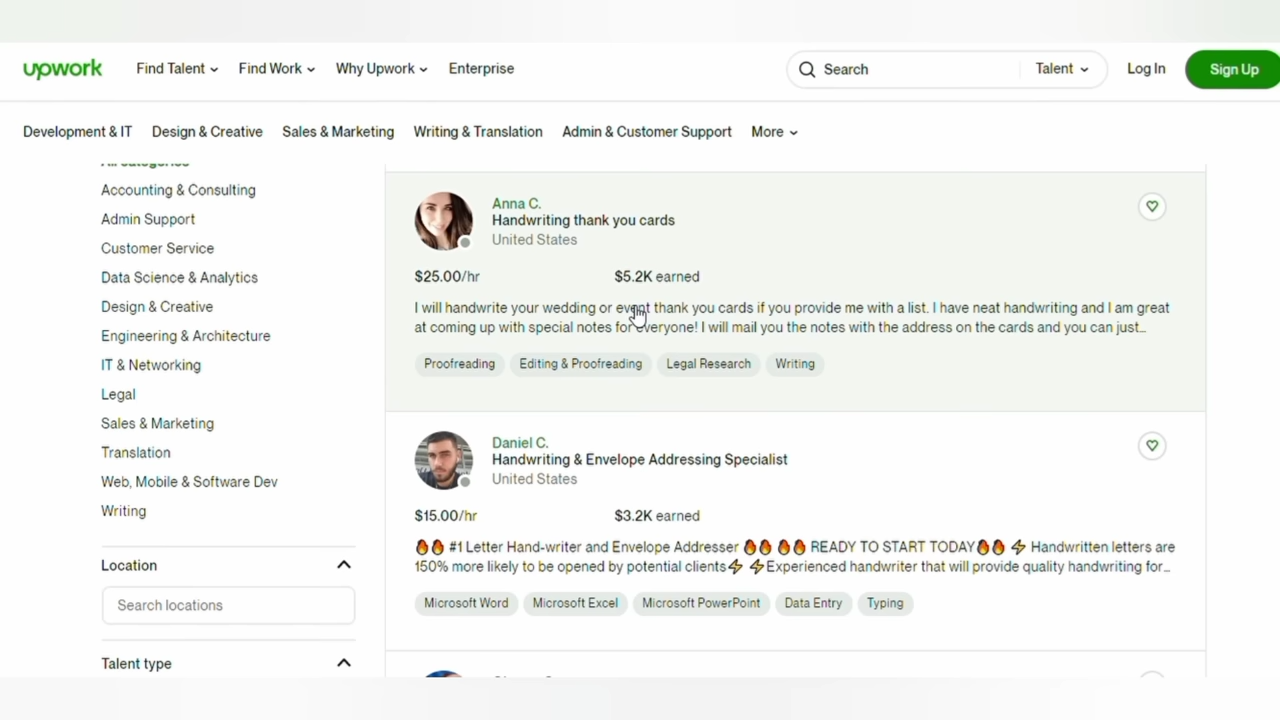 upwork
Find Talent
Find Work
Why Upwork
Enterprise
Search
Talent
Log In
Sign Up
Development & IT
Design & Creative
Sales & Marketing
Writing & Translation
Admin & Customer Support
More
All categories
Accounting & Consulting
Admin Support
Customer Service
Data Science & Analytics
Design & Creative
Engineering & Architecture
IT & Networking
Legal
Sales & Marketing
Translation
Web, Mobile & Software Dev
Writing
Location
Search locations
Talent type
Anna C.
Handwriting thank you cards
United States
$25.00/hr
$5.2K earned
I will handwrite your wedding or event thank you cards if you provide me with a list. I have neat handwriting and I am great
at coming up with special notes for everyone! I will mail you the notes with the address on the cards and you can just…
Proofreading
Editing & Proofreading
Legal Research
Writing
Daniel C.
Handwriting & Envelope Addressing Specialist
United States
$15.00/hr
$3.2K earned
🔥🔥 #1 Letter Hand-writer and Envelope Addresser 🔥🔥 🔥🔥 READY TO START TODAY🔥🔥 ⚡ Handwritten letters are
150% more likely to be opened by potential clients⚡ ⚡Experienced handwriter that will provide quality handwriting for…
Microsoft Word
Microsoft Excel
Microsoft PowerPoint
Data Entry
Typing